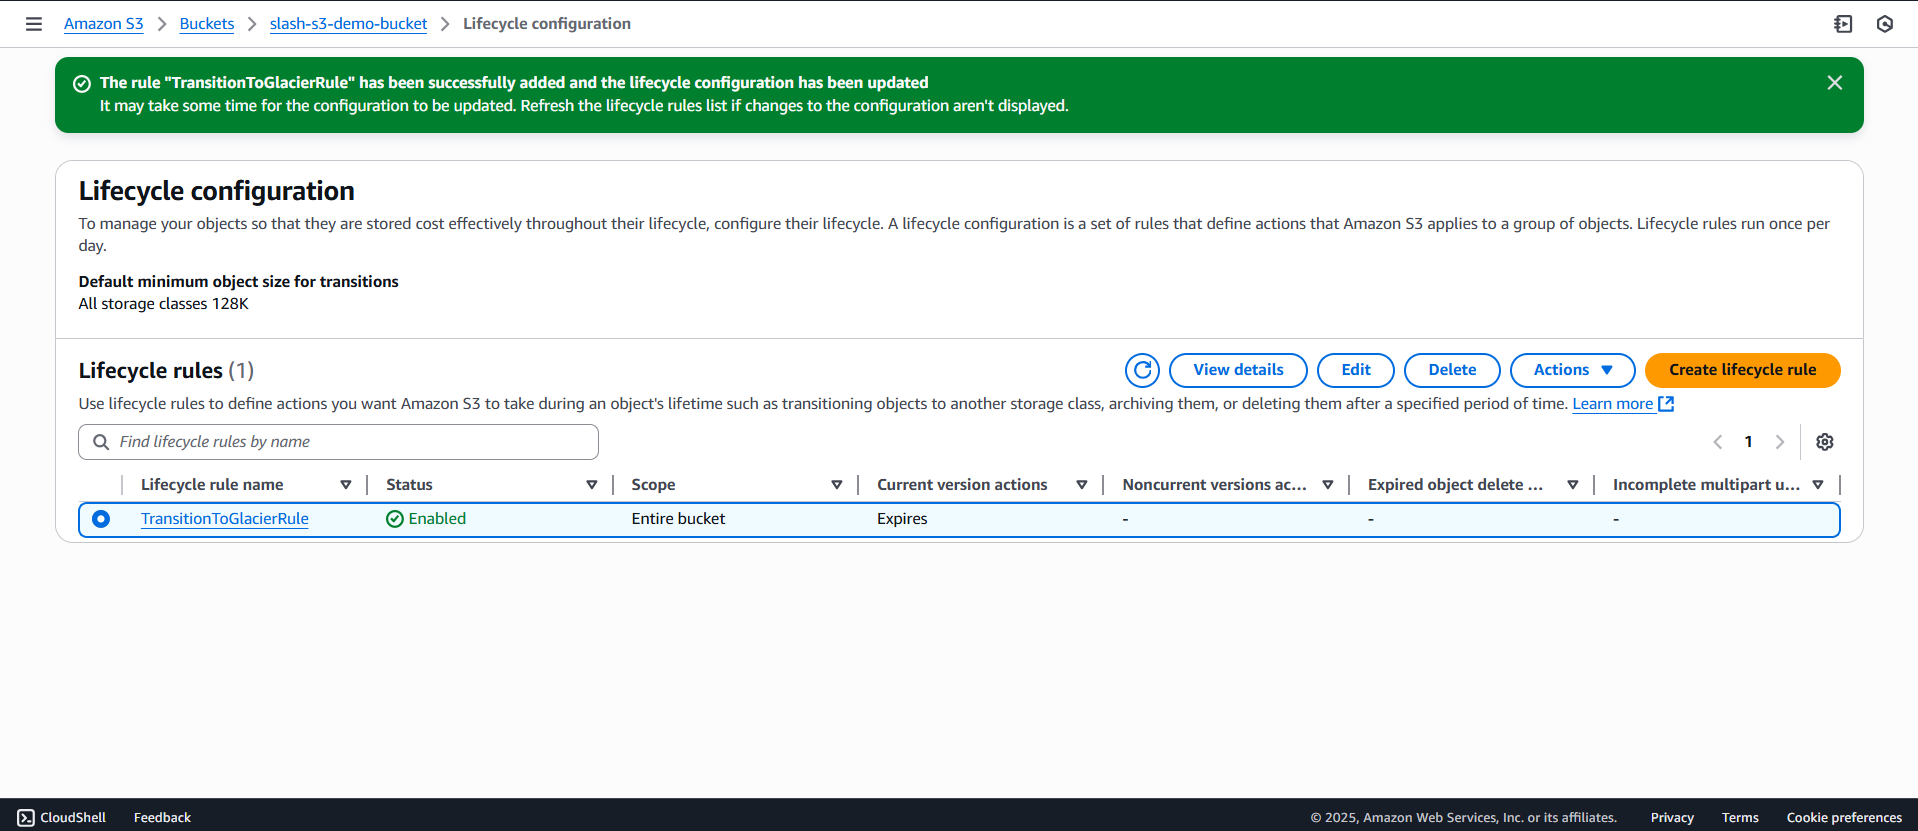 Amazon S3 > Buckets > slash-s3-demo-bucket > Lifecycle configuration
The rule "TransitionToGlacierRule" has been successfully added and the lifecycle configuration has been updated
It may take some time for the configuration to be updated. Refresh the lifecycle rules list if changes to the configuration aren't displayed.
Lifecycle configuration
To manage your objects so that they are stored cost effectively throughout their lifecycle, configure their lifecycle. A lifecycle configuration is a set of rules that define actions that Amazon S3 applies to a group of objects. Lifecycle rules run once per
day.
Default minimum object size for transitions
All storage classes 128K
Lifecycle rules (1) View details Edit Delete Actions Create lifecycle rule
Use lifecycle rules to define actions you want Amazon S3 to take during an object's lifetime such as transitioning objects to another storage class, archiving them, or deleting them after a specified period of time. Learn more
Find lifecycle rules by name 1
Lifecycle rule name Status Scope Current version actions Noncurrent versions ac... Expired object delete ... Incomplete multipart u...
TransitionToGlacierRule Enabled Entire bucket Expires - - -
CloudShell Feedback © 2025, Amazon Web Services, Inc. or its affiliates. Privacy Terms Cookie preferences